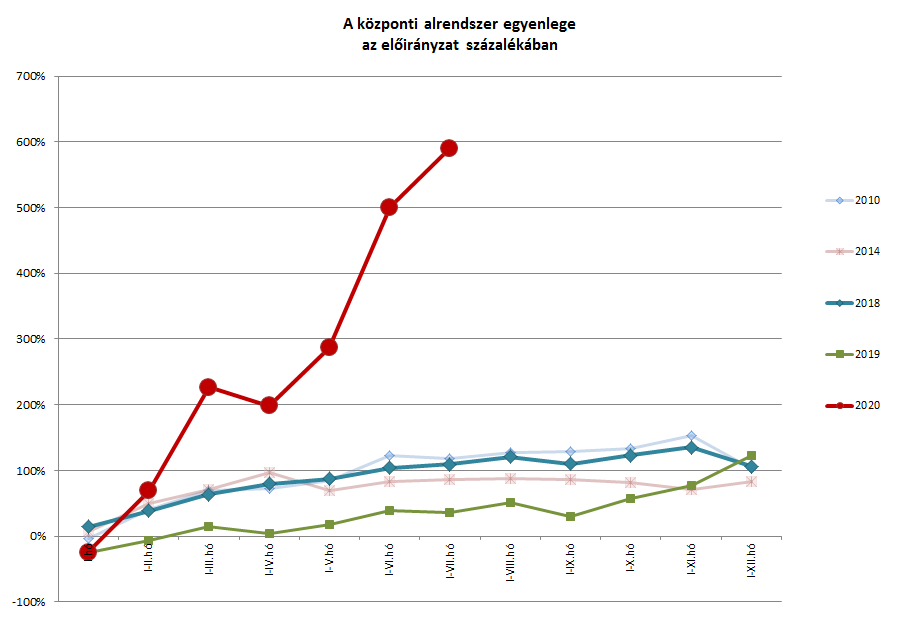 A központi alrendszer egyenlege
az előirányzat százalékában
700%
600%
500%
400%
300%
200%
100%
0%
-100%
I-II.hó
I-III.hó
I-IV.hó
I-V.hó
I-VI.hó
I-VII.hó
I-VIII.hó
I-IX.hó
I-X.hó
I-XI.hó
I-XII.hó
2010
2014
2018
2019
2020